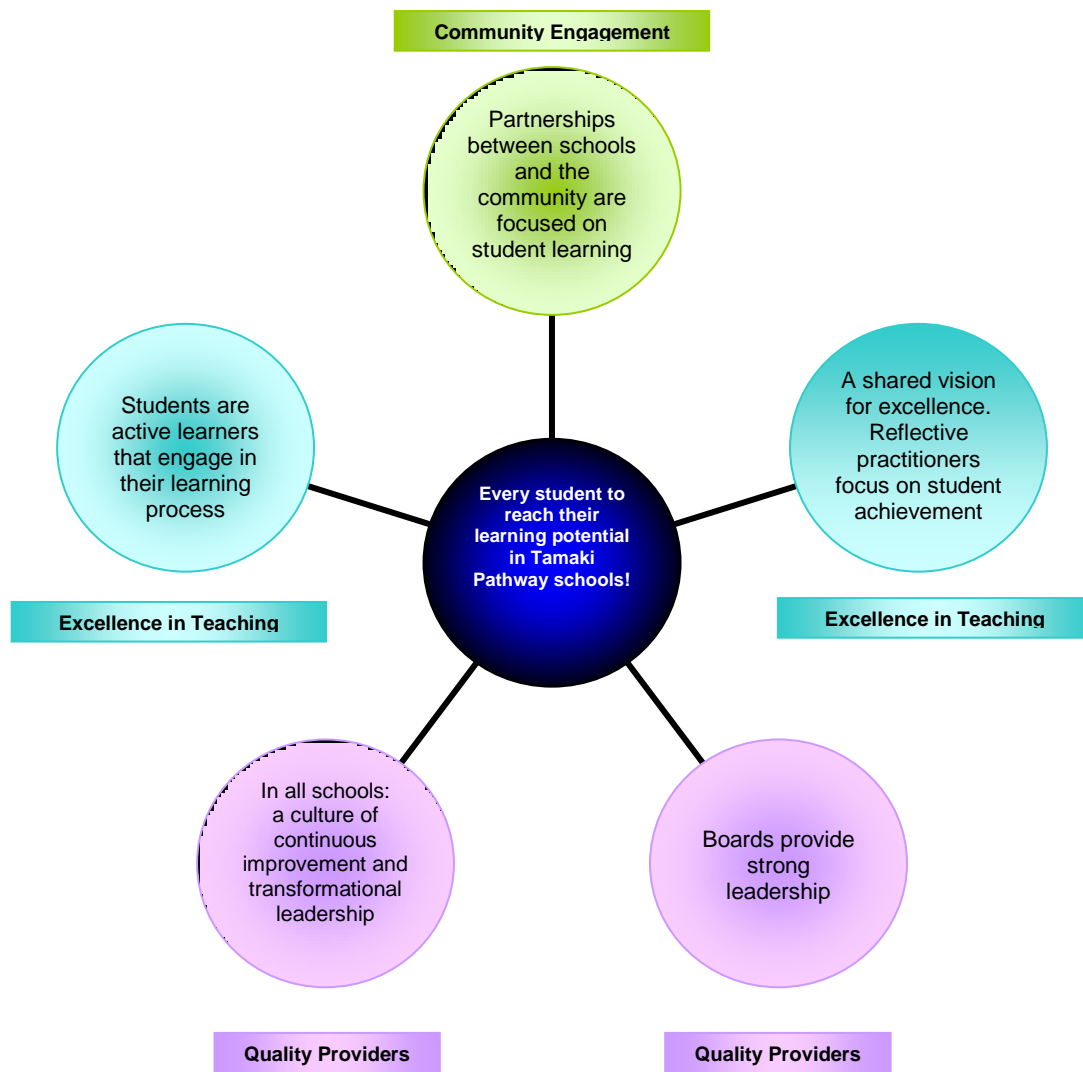 Community Engagement
Partnerships
between schools
and the
community are
focused on
student learning
Students are
active learners
that engage in
their learning
process
A shared vision
for excellence.
Reflective
practitioners
focus on student
achievement
Every student to
reach their
learning potential
in Tamaki
Pathway schools!
Excellence in Teaching
Excellence in Teaching
In all schools:
a culture of
continuous
improvement and
transformational
leadership
Boards provide
strong
leadership
Quality Providers
Quality Providers